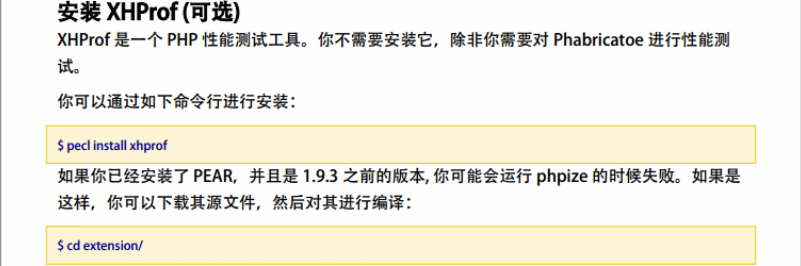 安装 XHProf (可选)
XHProf 是一个 PHP 性能测试工具。你不需要安装它，除非你需要对 Phabricatoe 进行性能测
试。
你可以通过如下命令行进行安装：
$ pecl install xhprof
如果你已经安装了 PEAR，并且是 1.9.3 之前的版本, 你可能会运行 phpize 的时候失败。如果是
这样，你可以下载其源文件，然后对其进行编译：
$ cd extension/